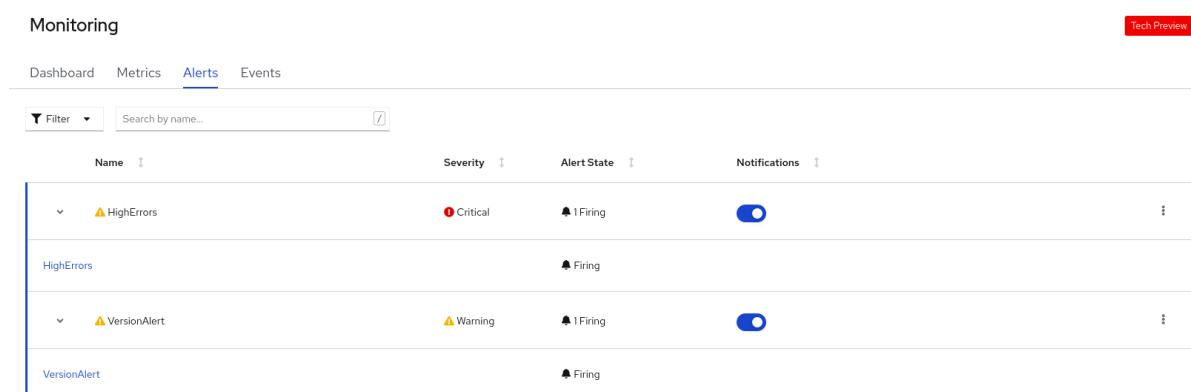 Monitoring
Tech Preview
Dashboard Metrics Alerts Events
Filter Search by name... /
Name Severity Alert State Notifications
HighErrors Critical 1 Firing
HighErrors Firing
VersionAlert Warning 1 Firing
VersionAlert Firing